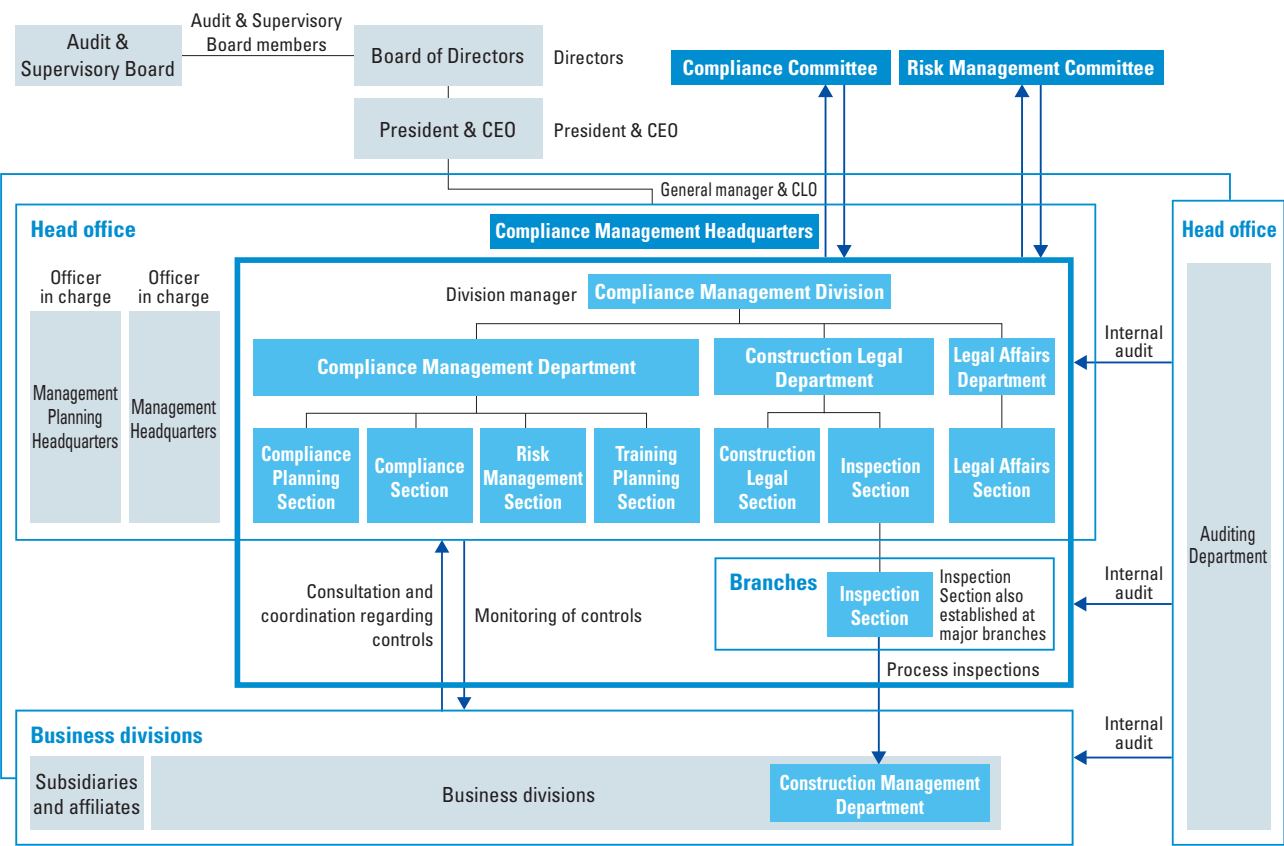 Audit &
Supervisory Board
Audit & Supervisory
Board members
Board of Directors
Directors
Compliance Committee
Risk Management Committee
President & CEO
President & CEO
General manager & CLO
Head office
Compliance Management Headquarters
Head office
Officer
in charge
Officer
in charge
Management
Planning
Headquarters
Management
Headquarters
Division manager
Compliance Management Division
Compliance Management Department
Construction Legal
Department
Legal Affairs
Department
Compliance
Planning
Section
Compliance
Section
Risk
Management
Section
Training
Planning
Section
Construction
Legal
Section
Inspection
Section
Legal Affairs
Section
Internal
audit
Auditing
Department
Consultation and
coordination regarding
controls
Monitoring of controls
Branches
Inspection
Section
Inspection
Section also
established at
major branches
Internal
audit
Process inspections
Business divisions
Subsidiaries
and affiliates
Business divisions
Construction Management
Department
Internal
audit